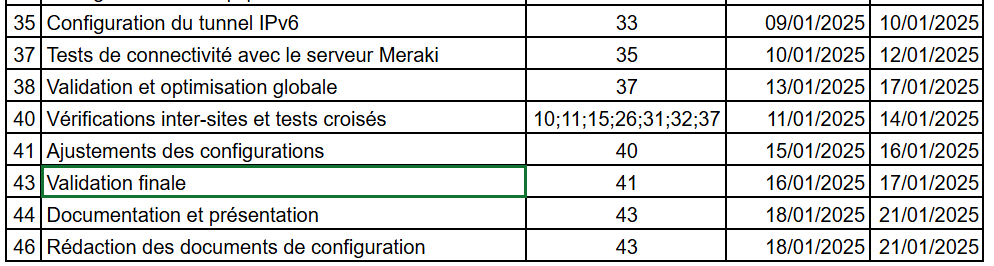 35 Configuration du tunnel IPv6 33 09/01/2025 10/01/2025
37 Tests de connectivité avec le serveur Meraki 35 10/01/2025 12/01/2025
38 Validation et optimisation globale 37 13/01/2025 17/01/2025
40 Vérifications inter-sites et tests croisés 10;11;15;26;31;32;37 11/01/2025 14/01/2025
41 Ajustements des configurations 40 15/01/2025 16/01/2025
43 Validation finale 41 16/01/2025 17/01/2025
44 Documentation et présentation 43 18/01/2025 21/01/2025
46 Rédaction des documents de configuration 43 18/01/2025 21/01/2025